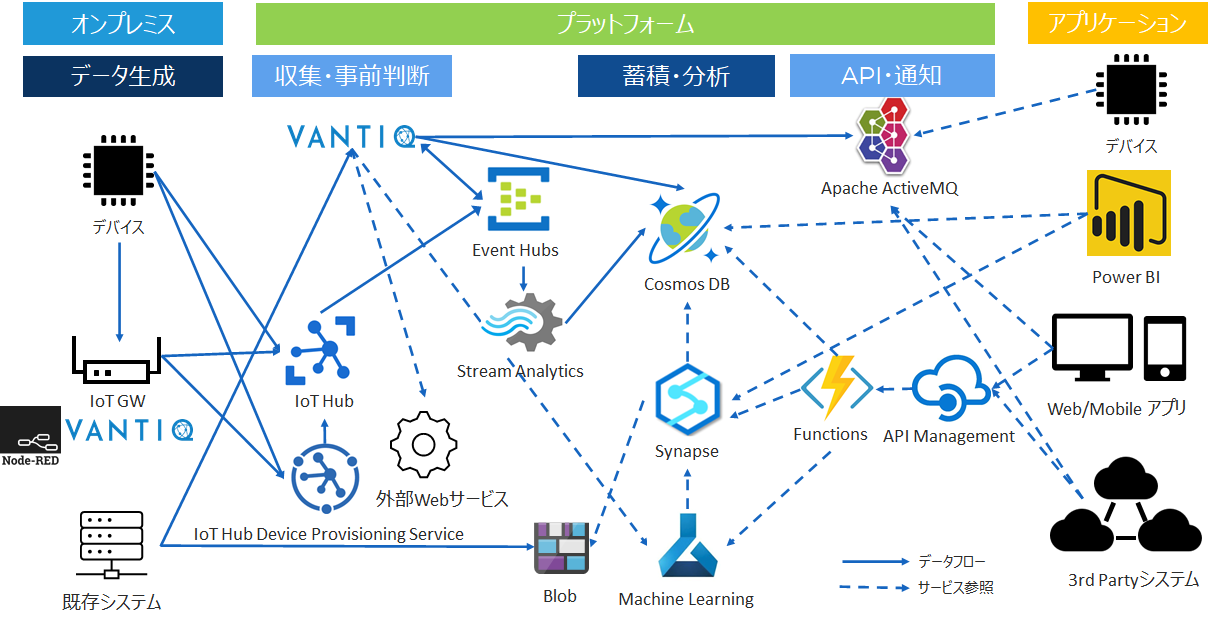 オンプレミス
プラットフォーム
アプリケーション
データ生成
収集・事前判断
蓄積・分析
API・通知
VANTIQ
デバイス
Apache ActiveMQ
デバイス
Event Hubs
Cosmos DB
Power BI
Stream Analytics
IoT GW
IoT Hub
Web/Mobile アプリ
VANTIQ
Node-RED
Functions
API Management
Synapse
外部Webサービス
IoT Hub Device Provisioning Service
データフロー
サービス参照
3rd Partyシステム
既存システム
Blob
Machine Learning